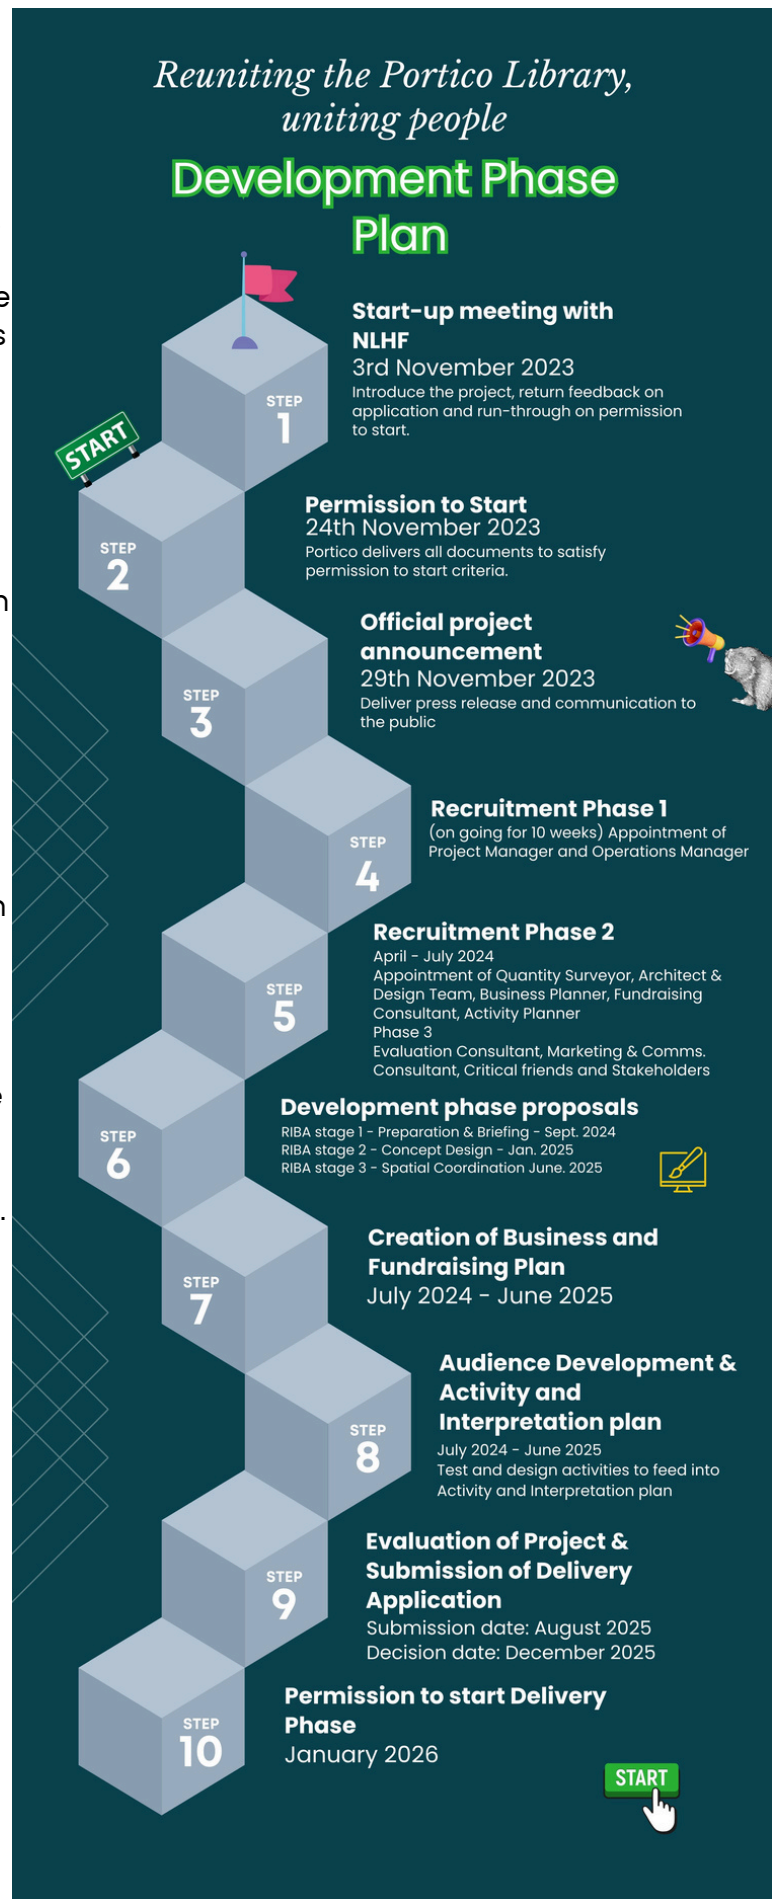 Reuniting the Portico Library,
uniting people
Development Phase
Plan
Start-up meeting with
NLHF
3rd November 2023
Introduce the project, return feedback on
application and run-through on permission
to start.
STEP
1
START
Permission to Start
24th November 2023
Portico delivers all documents to satisfy
permission to start criteria.
STEP
2
Official project
announcement
29th November 2023
Deliver press release and communication to
the public
STEP
3
Recruitment Phase 1
(on going for 10 weeks) Appointment of
Project Manager and Operations Manager
STEP
4
Recruitment Phase 2
April - July 2024
Appointment of Quantity Surveyor, Architect &
Design Team, Business Planner, Fundraising
Consultant, Activity Planner
Phase 3
Evaluation Consultant, Marketing & Comms.
Consultant, Critical friends and Stakeholders
STEP
5
Development phase proposals
RIBA stage 1 - Preparation & Briefing - Sept. 2024
RIBA stage 2 - Concept Design - Jan. 2025
RIBA stage 3 - Spatial Coordination June. 2025
STEP
6
Creation of Business and
Fundraising Plan
July 2024 - June 2025
STEP
7
Audience Development &
Activity and
Interpretation plan
July 2024 - June 2025
Test and design activities to feed into
Activity and Interpretation plan
STEP
8
Evaluation of Project &
Submission of Delivery
Application
Submission date: August 2025
Decision date: December 2025
STEP
9
Permission to start Delivery
Phase
January 2026
STEP
10
START